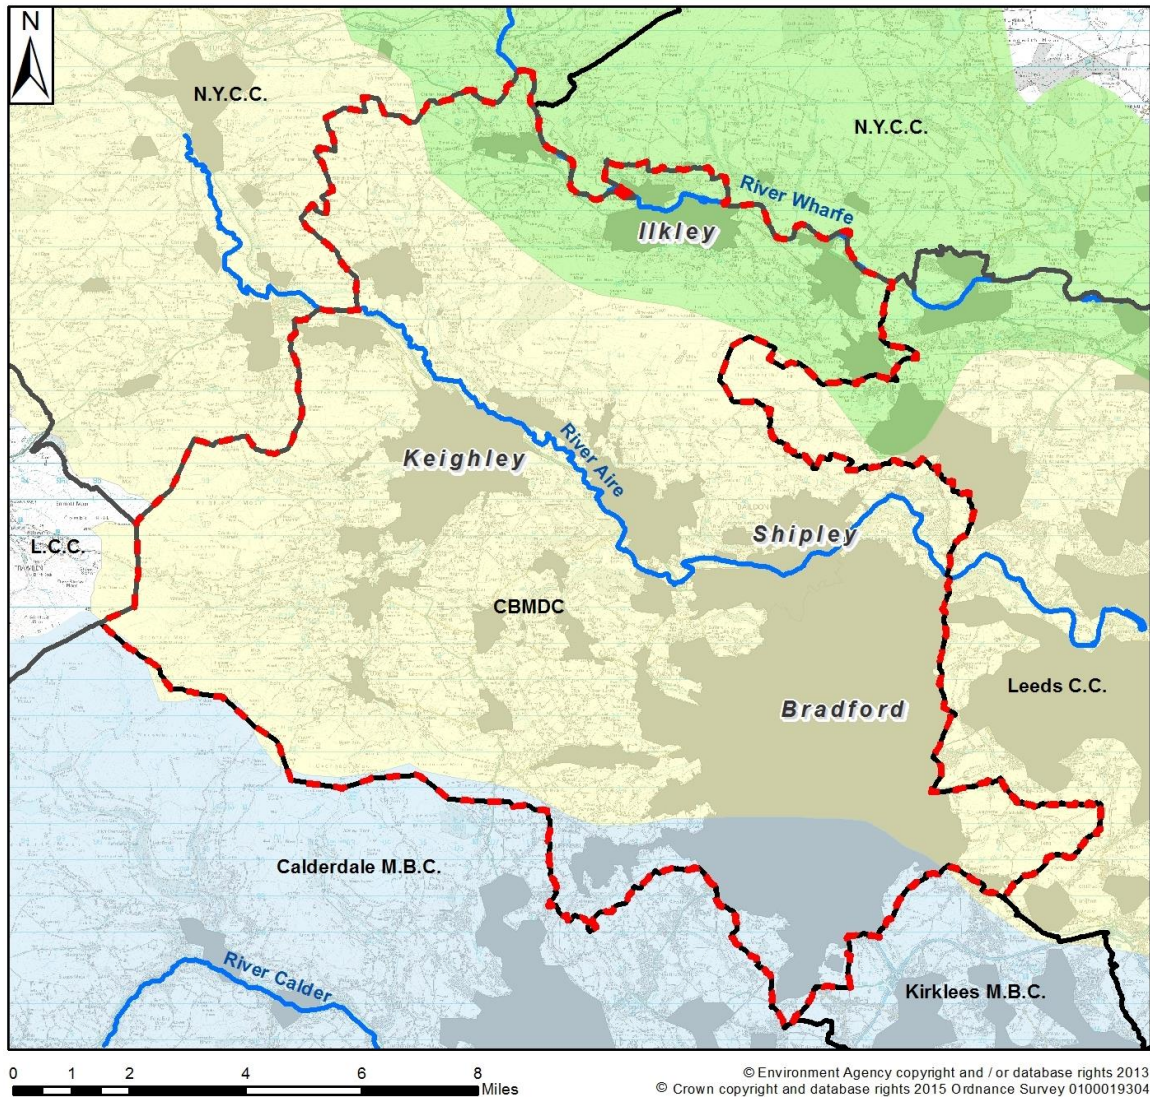 N
N.Y.C.C.
N.Y.C.C.
River Wharfe
Ilkley
River Aire
Keighley
Shipley
L.C.C.
CBMDC
Leeds C.C.
Bradford
Calderdale M.B.C.
River Calder
Kirklees M.B.C.
0 1 2 4 6 8
Miles
© Environment Agency copyright and / or database rights 2013
© Crown copyright and database rights 2015 Ordnance Survey 0100019304